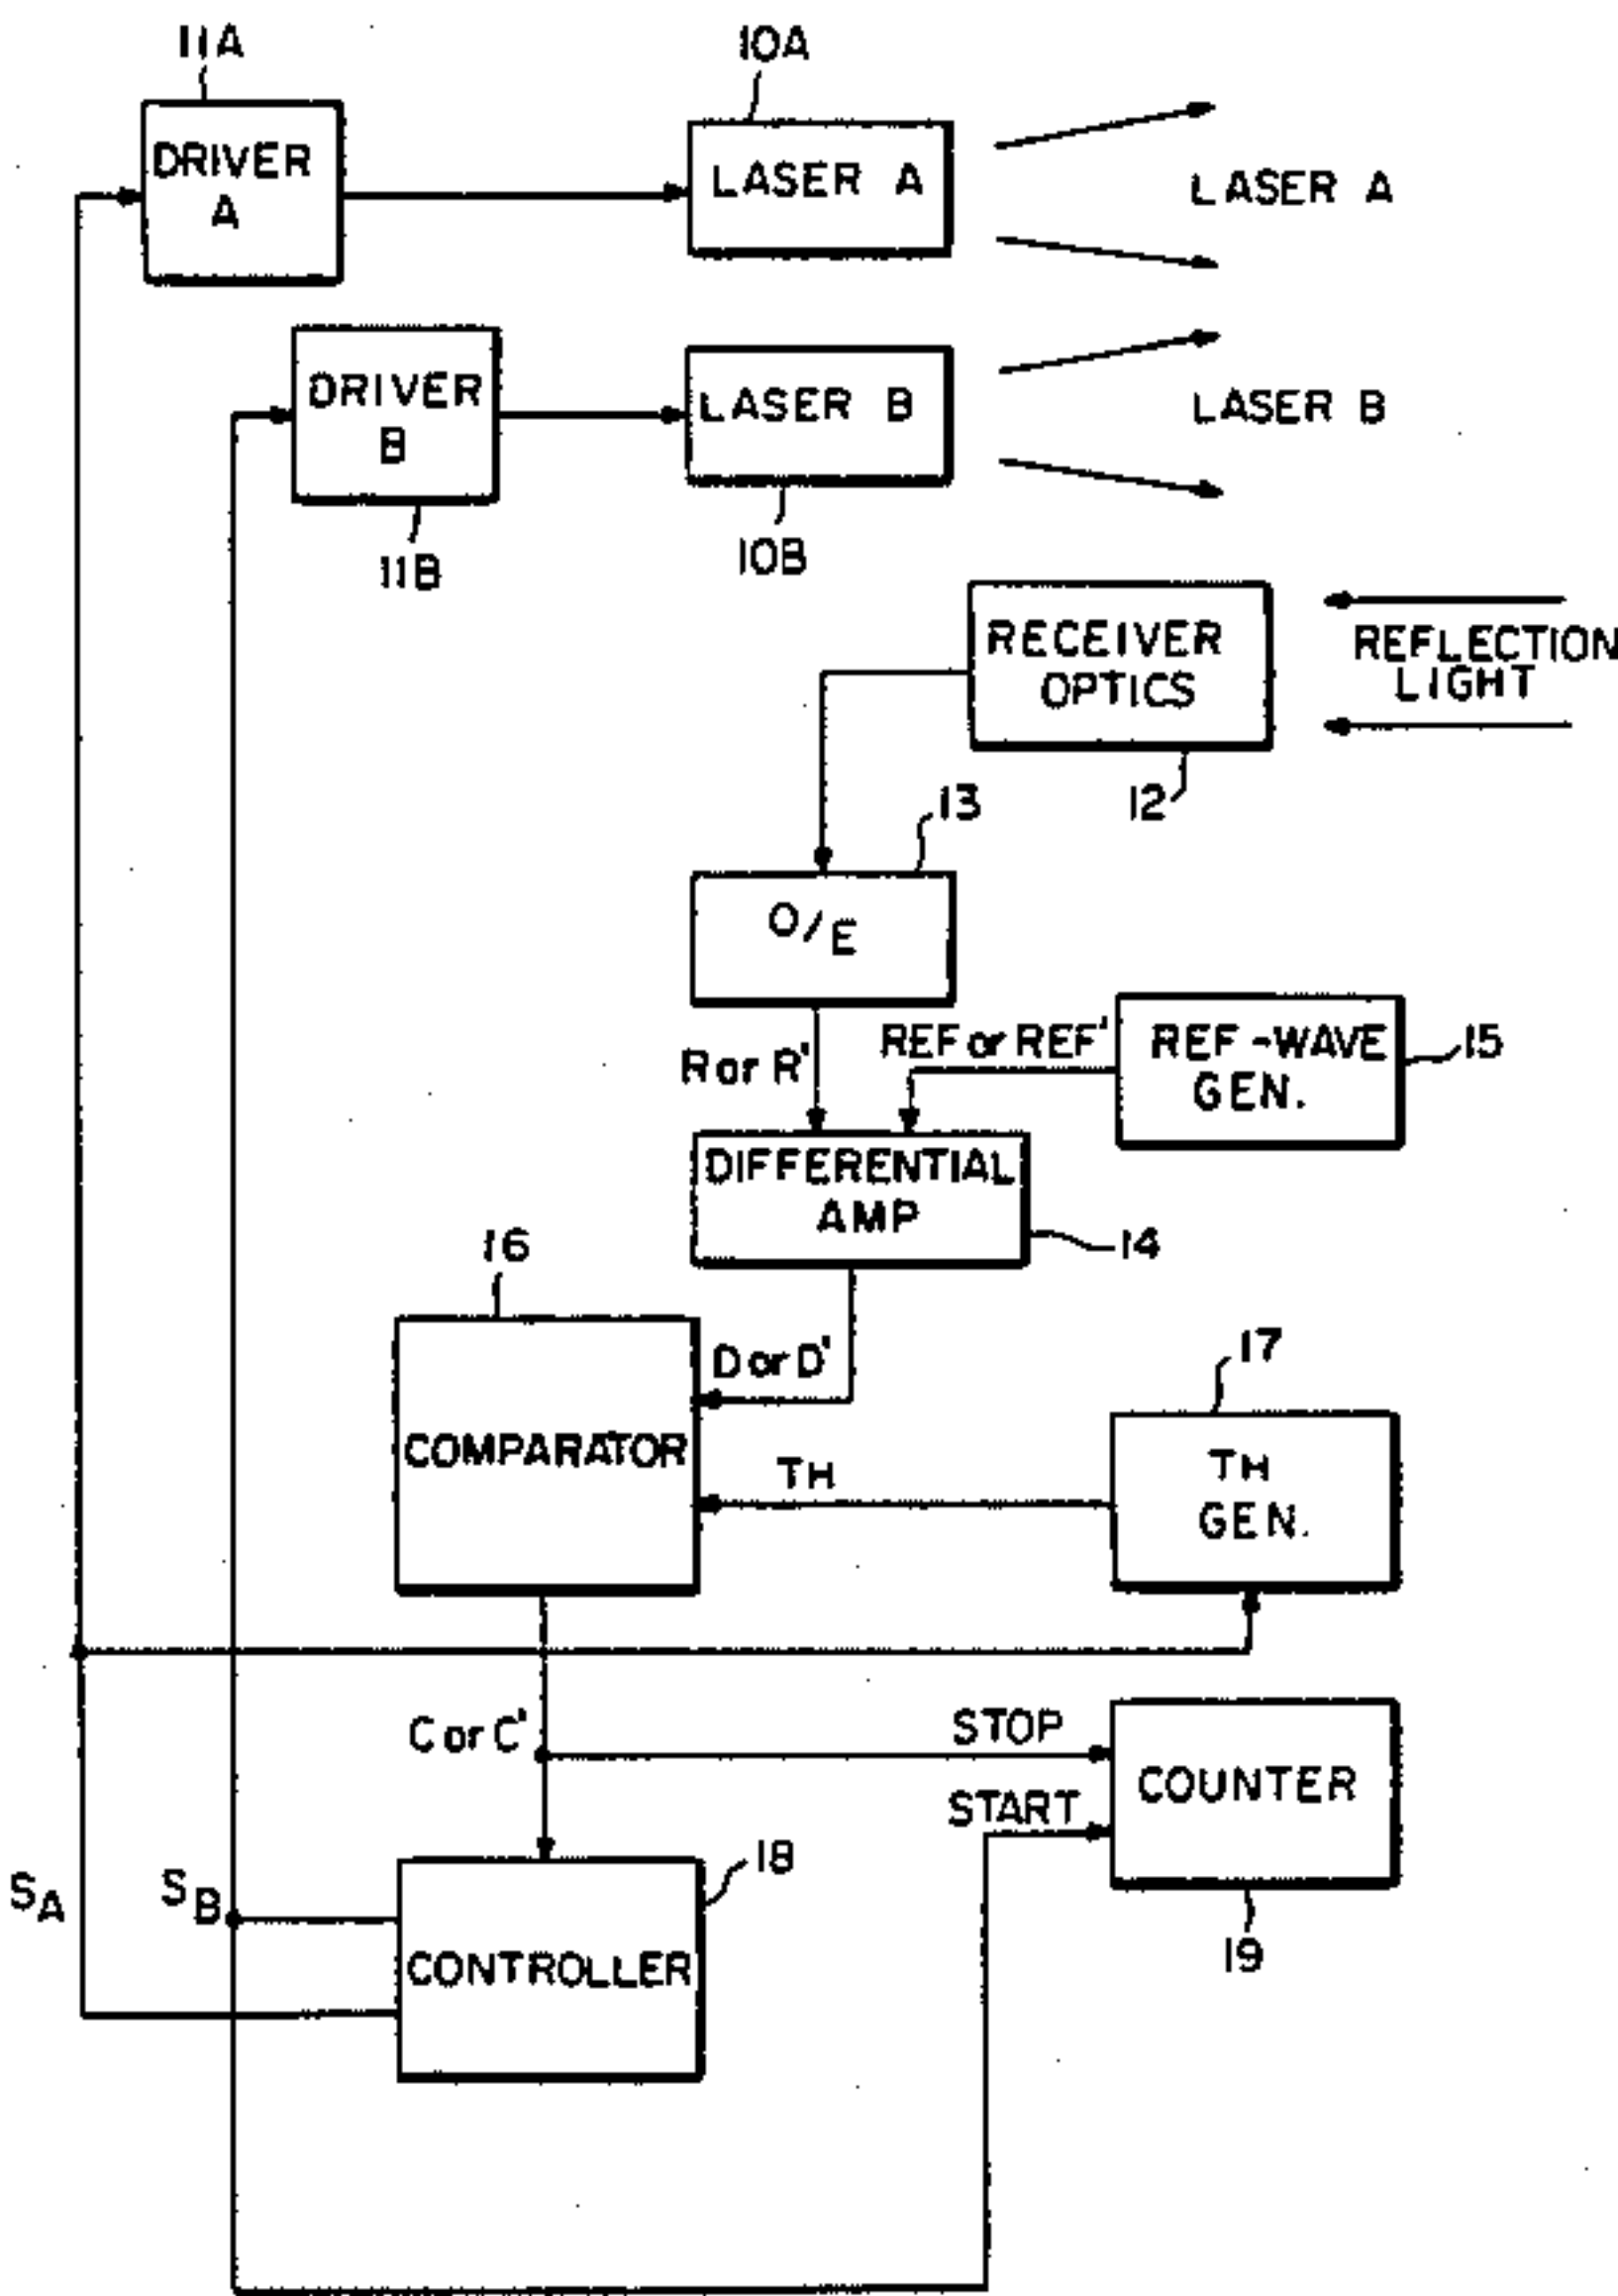 11A
10A
DRIVER
A
LASER A
LASER A
DRIVER
B
LASER B
LASER B
11B
10B
RECEIVER
OPTICS
REFLECTION
LIGHT
12
13
O/E
R or R'
REF or REF'
REF-WAVE
GEN.
15
DIFFERENTIAL
AMP
14
16
D or D'
17
COMPARATOR
TH
TH
GEN.
C or C'
STOP
COUNTER
START
18
SA
SB
19
CONTROLLER